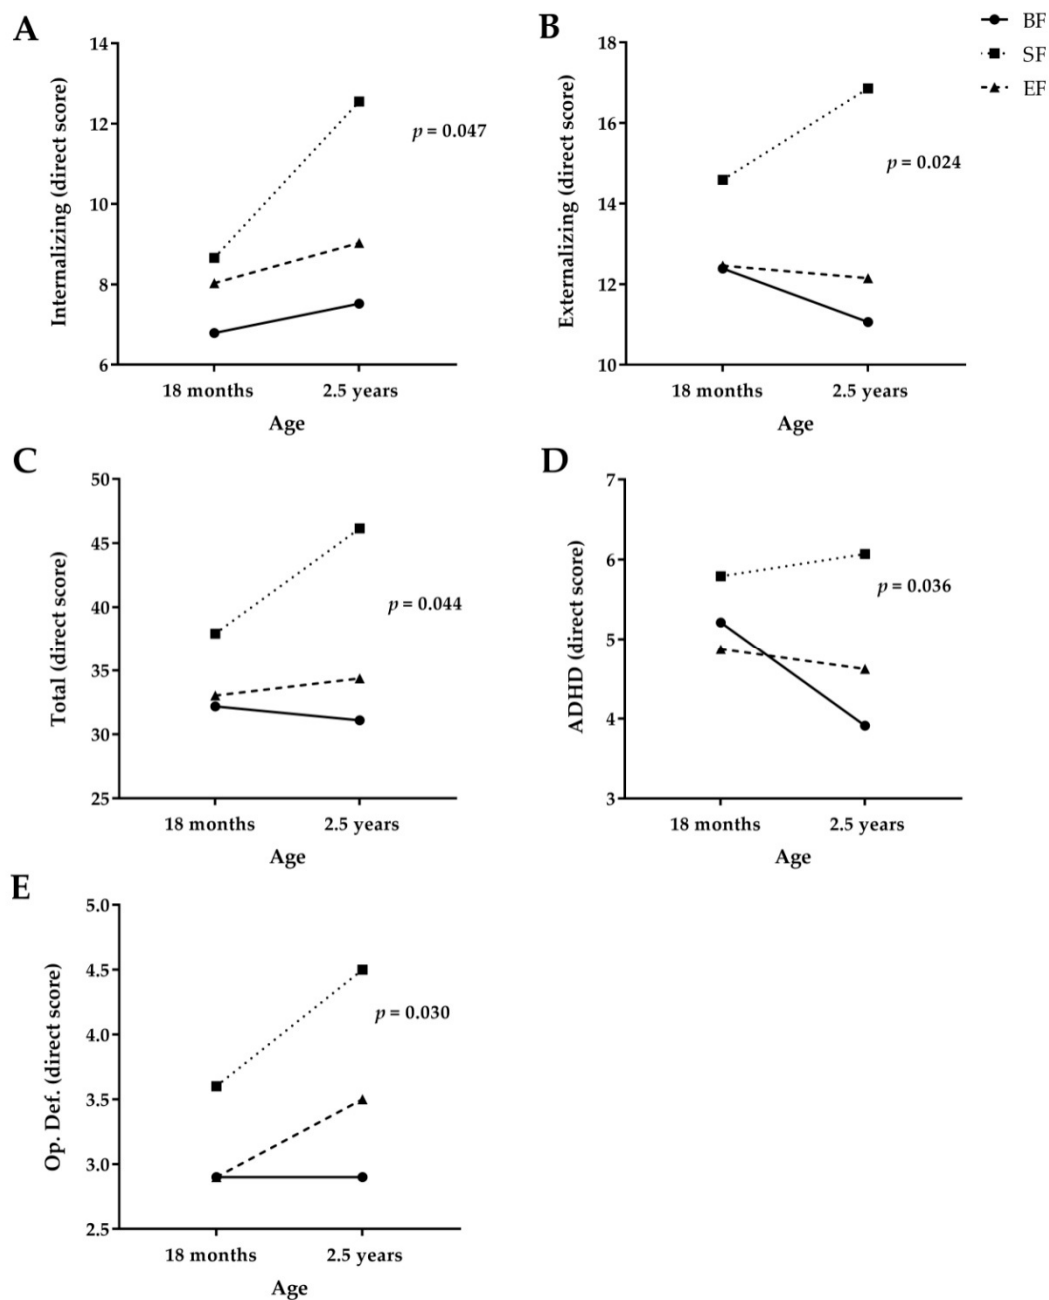 A
14
12
10
8
6
Internalizing (direct score)
p = 0.047
18 months
2.5 years
Age
B
18
16
14
12
10
Externalizing (direct score)
p = 0.024
18 months
2.5 years
Age
BF
SF
EF
C
50
45
40
35
30
25
Total (direct score)
p = 0.044
18 months
2.5 years
Age
D
7
6
5
4
3
ADHD (direct score)
p = 0.036
18 months
2.5 years
Age
E
5.0
4.5
4.0
3.5
3.0
2.5
Op. Def. (direct score)
p = 0.030
18 months
2.5 years
Age